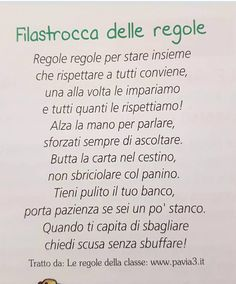 Filastrocca delle regole
Regole regole per stare insieme
che rispettare a tutti conviene,
una alla volta le impariamo
e tutti quanti le rispettiamo!
Alza la mano per parlare,
sforzati sempre di ascoltare.
Butta la carta nel cestino,
non sbriciolar col panino.
Tieni pulito il tuo banco,
porta pazienza se sei un po' stanco.
Quando ti capita di sbagliare
chiedi scusa senza sbuffare!
Tratto da: Le regole della classe: www.pavia3.it